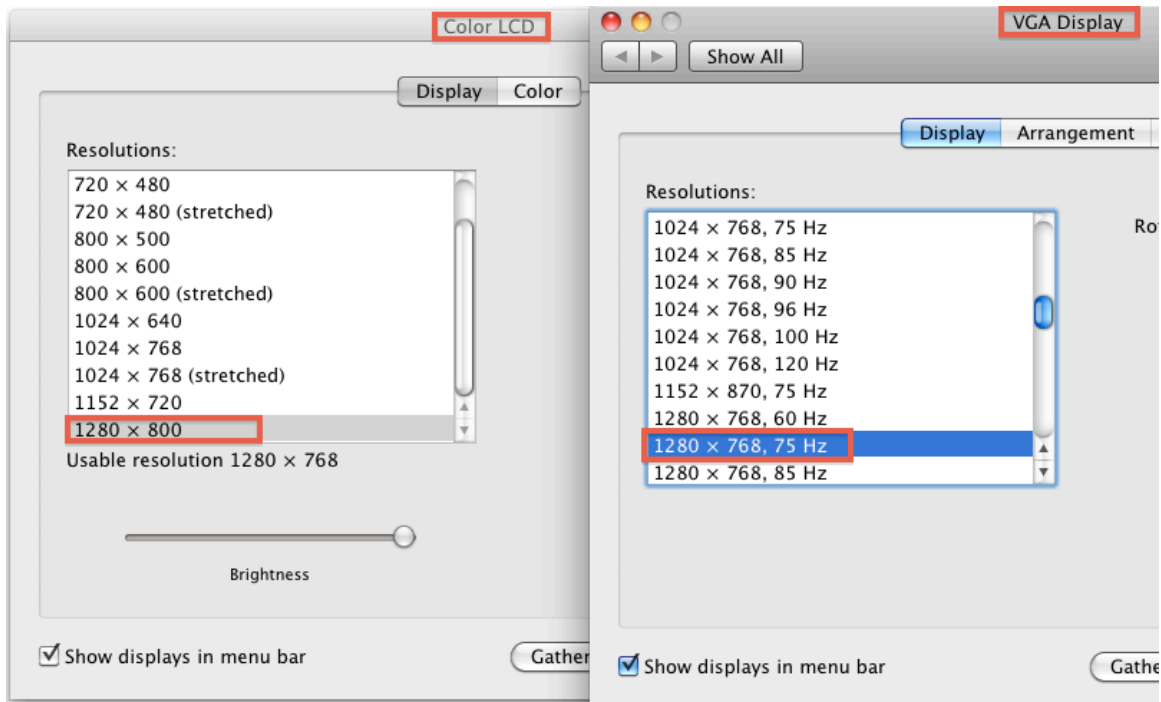 Color LCD
Display Color
Resolutions:
720 × 480
720 × 480 (stretched)
800 × 500
800 × 600
800 × 600 (stretched)
1024 × 640
1024 × 768
1024 × 768 (stretched)
1152 × 720
1280 × 800
Usable resolution 1280 × 768
Brightness
Show displays in menu bar
Gather
VGA Display
Show All
Display Arrangement
Resolutions:
Ro
1024 × 768, 75 Hz
1024 × 768, 85 Hz
1024 × 768, 90 Hz
1024 × 768, 96 Hz
1024 × 768, 100 Hz
1024 × 768, 120 Hz
1152 × 870, 75 Hz
1280 × 768, 60 Hz
1280 × 768, 75 Hz
1280 × 768, 85 Hz
Show displays in menu bar
Gathe